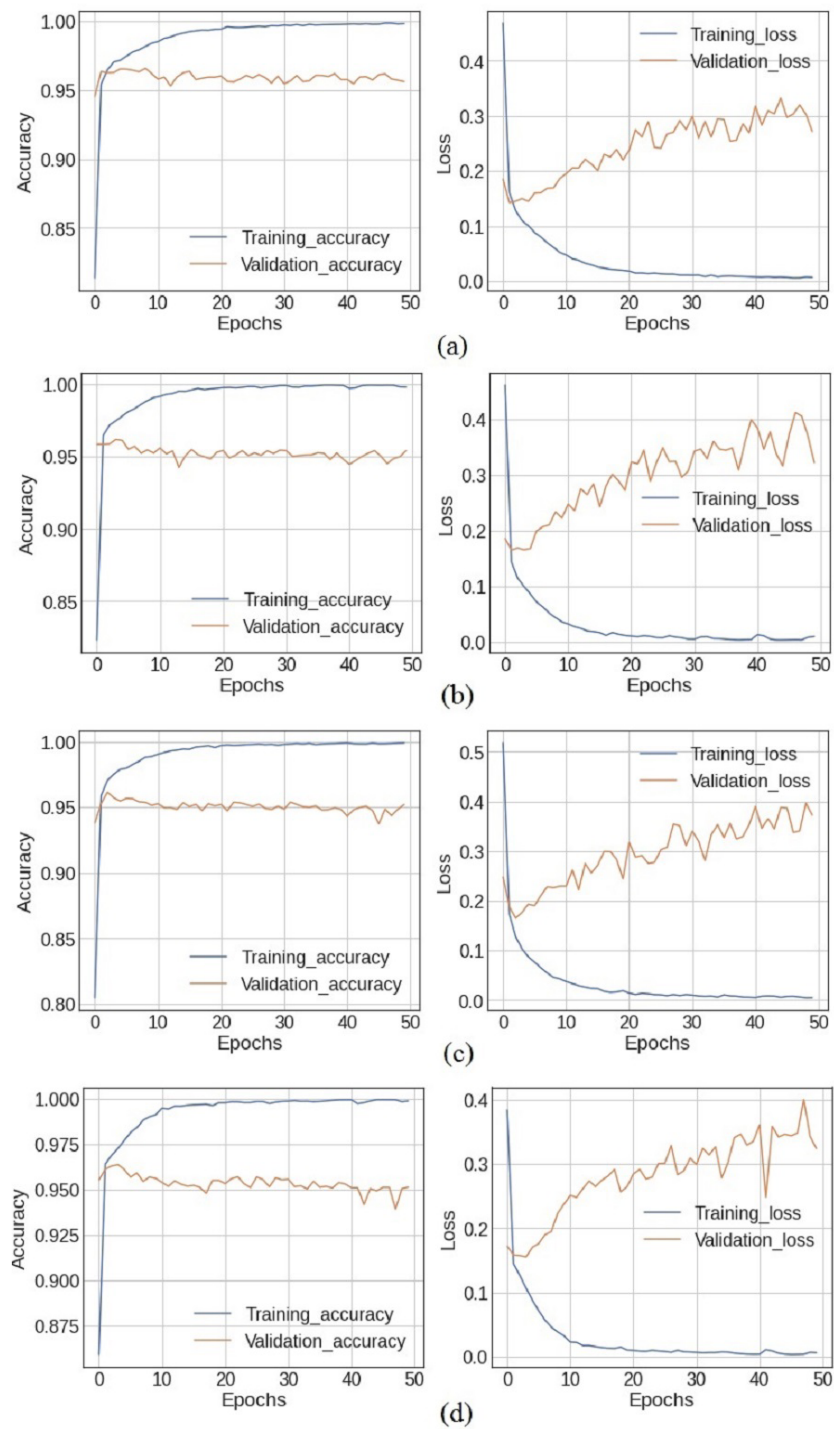 1.00
0.95
0.90
0.85
Accuracy
Training_accuracy
Validation_accuracy
0 10 20 30 40 50
Epochs
0.4
0.3
0.2
0.1
0.0
Loss
Training_loss
Validation_loss
0 10 20 30 40 50
Epochs
(a)
1.00
0.95
0.90
0.85
Accuracy
Training_accuracy
Validation_accuracy
0 10 20 30 40 50
Epochs
0.4
0.3
0.2
0.1
0.0
Loss
Training_loss
Validation_loss
0 10 20 30 40 50
Epochs
(b)
1.00
0.95
0.90
0.85
0.80
Accuracy
Training_accuracy
Validation_accuracy
0 10 20 30 40 50
Epochs
0.5
0.4
0.3
0.2
0.1
0.0
Loss
Training_loss
Validation_loss
0 10 20 30 40 50
Epochs
(c)
1.000
0.975
0.950
0.925
0.900
0.875
Accuracy
Training_accuracy
Validation_accuracy
0 10 20 30 40 50
Epochs
0.4
0.3
0.2
0.1
0.0
Loss
Training_loss
Validation_loss
0 10 20 30 40 50
Epochs
(d)